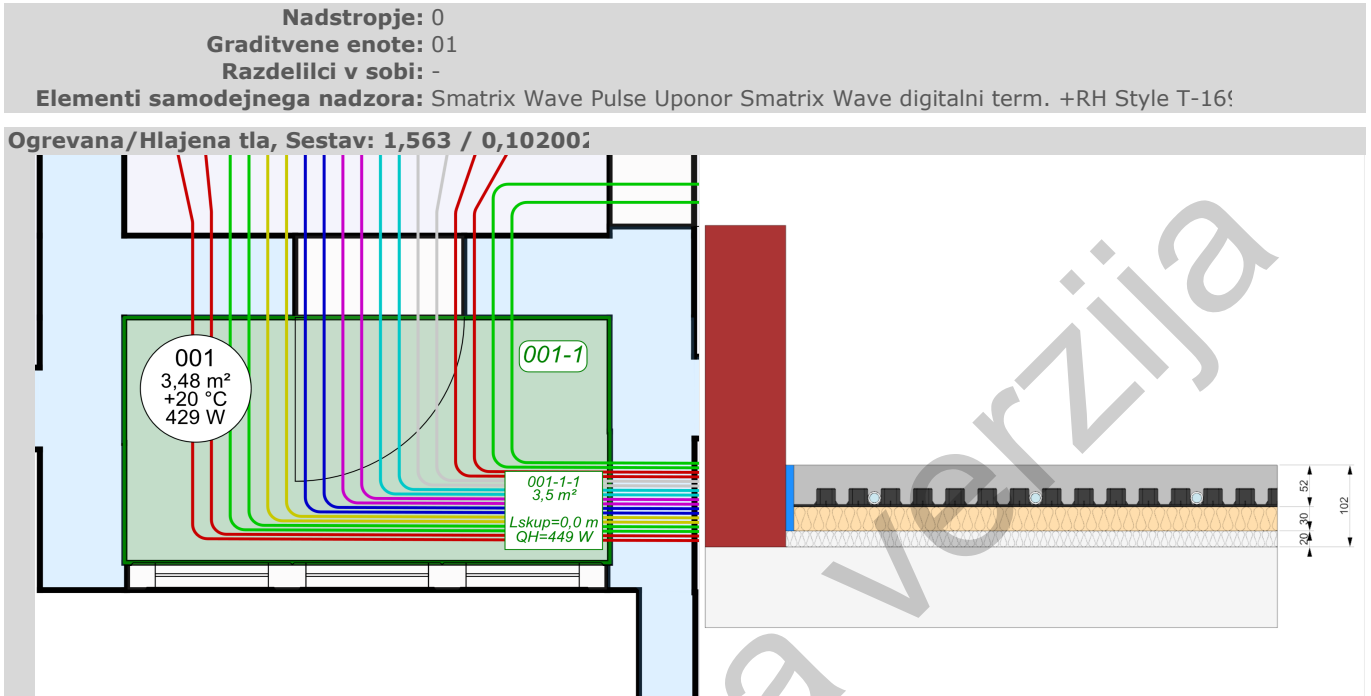 Nadstropje: 0
Graditvene enote: 01
Razdelilci v sobi: -
Elementi samodejnega nadzora: Smatrix Wave Pulse Uponor Smatrix Wave digitalni term. +RH Style T-169
Ogrevana/Hlajena tla, Sestav: 1,563 / 0,102002
001
3,48 m²
+20 °C
429 W
001-1
001-1-1
3,5 m²
Lskup=0,0 m
QH=449 W
52
30
20
102
a verzija